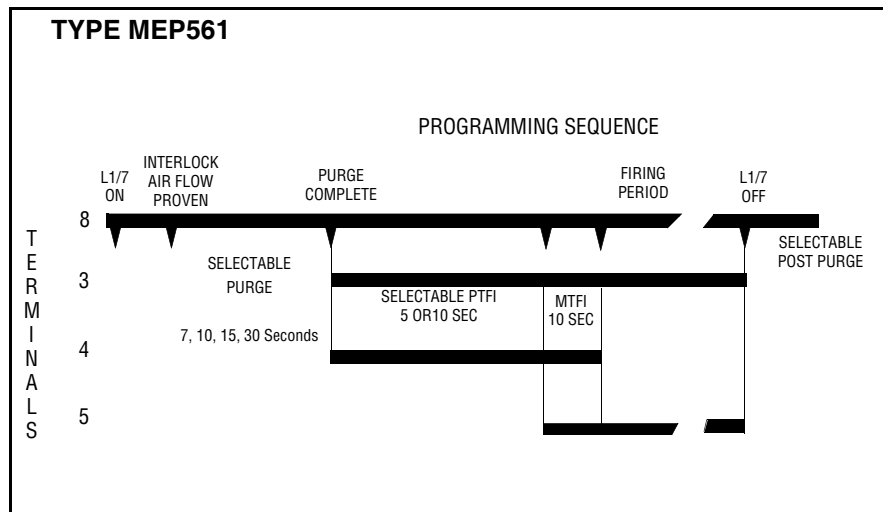 TYPE MEP561
PROGRAMMING SEQUENCE
L1/7
ON
INTERLOCK
AIR FLOW
PROVEN
PURGE
COMPLETE
FIRING
PERIOD
L1/7
OFF
TERMINALS
8
SELECTABLE
POST PURGE
3
SELECTABLE
PURGE
SELECTABLE PTFI
5 OR10 SEC
MTFI
10 SEC
7, 10, 15, 30 Seconds
4
5